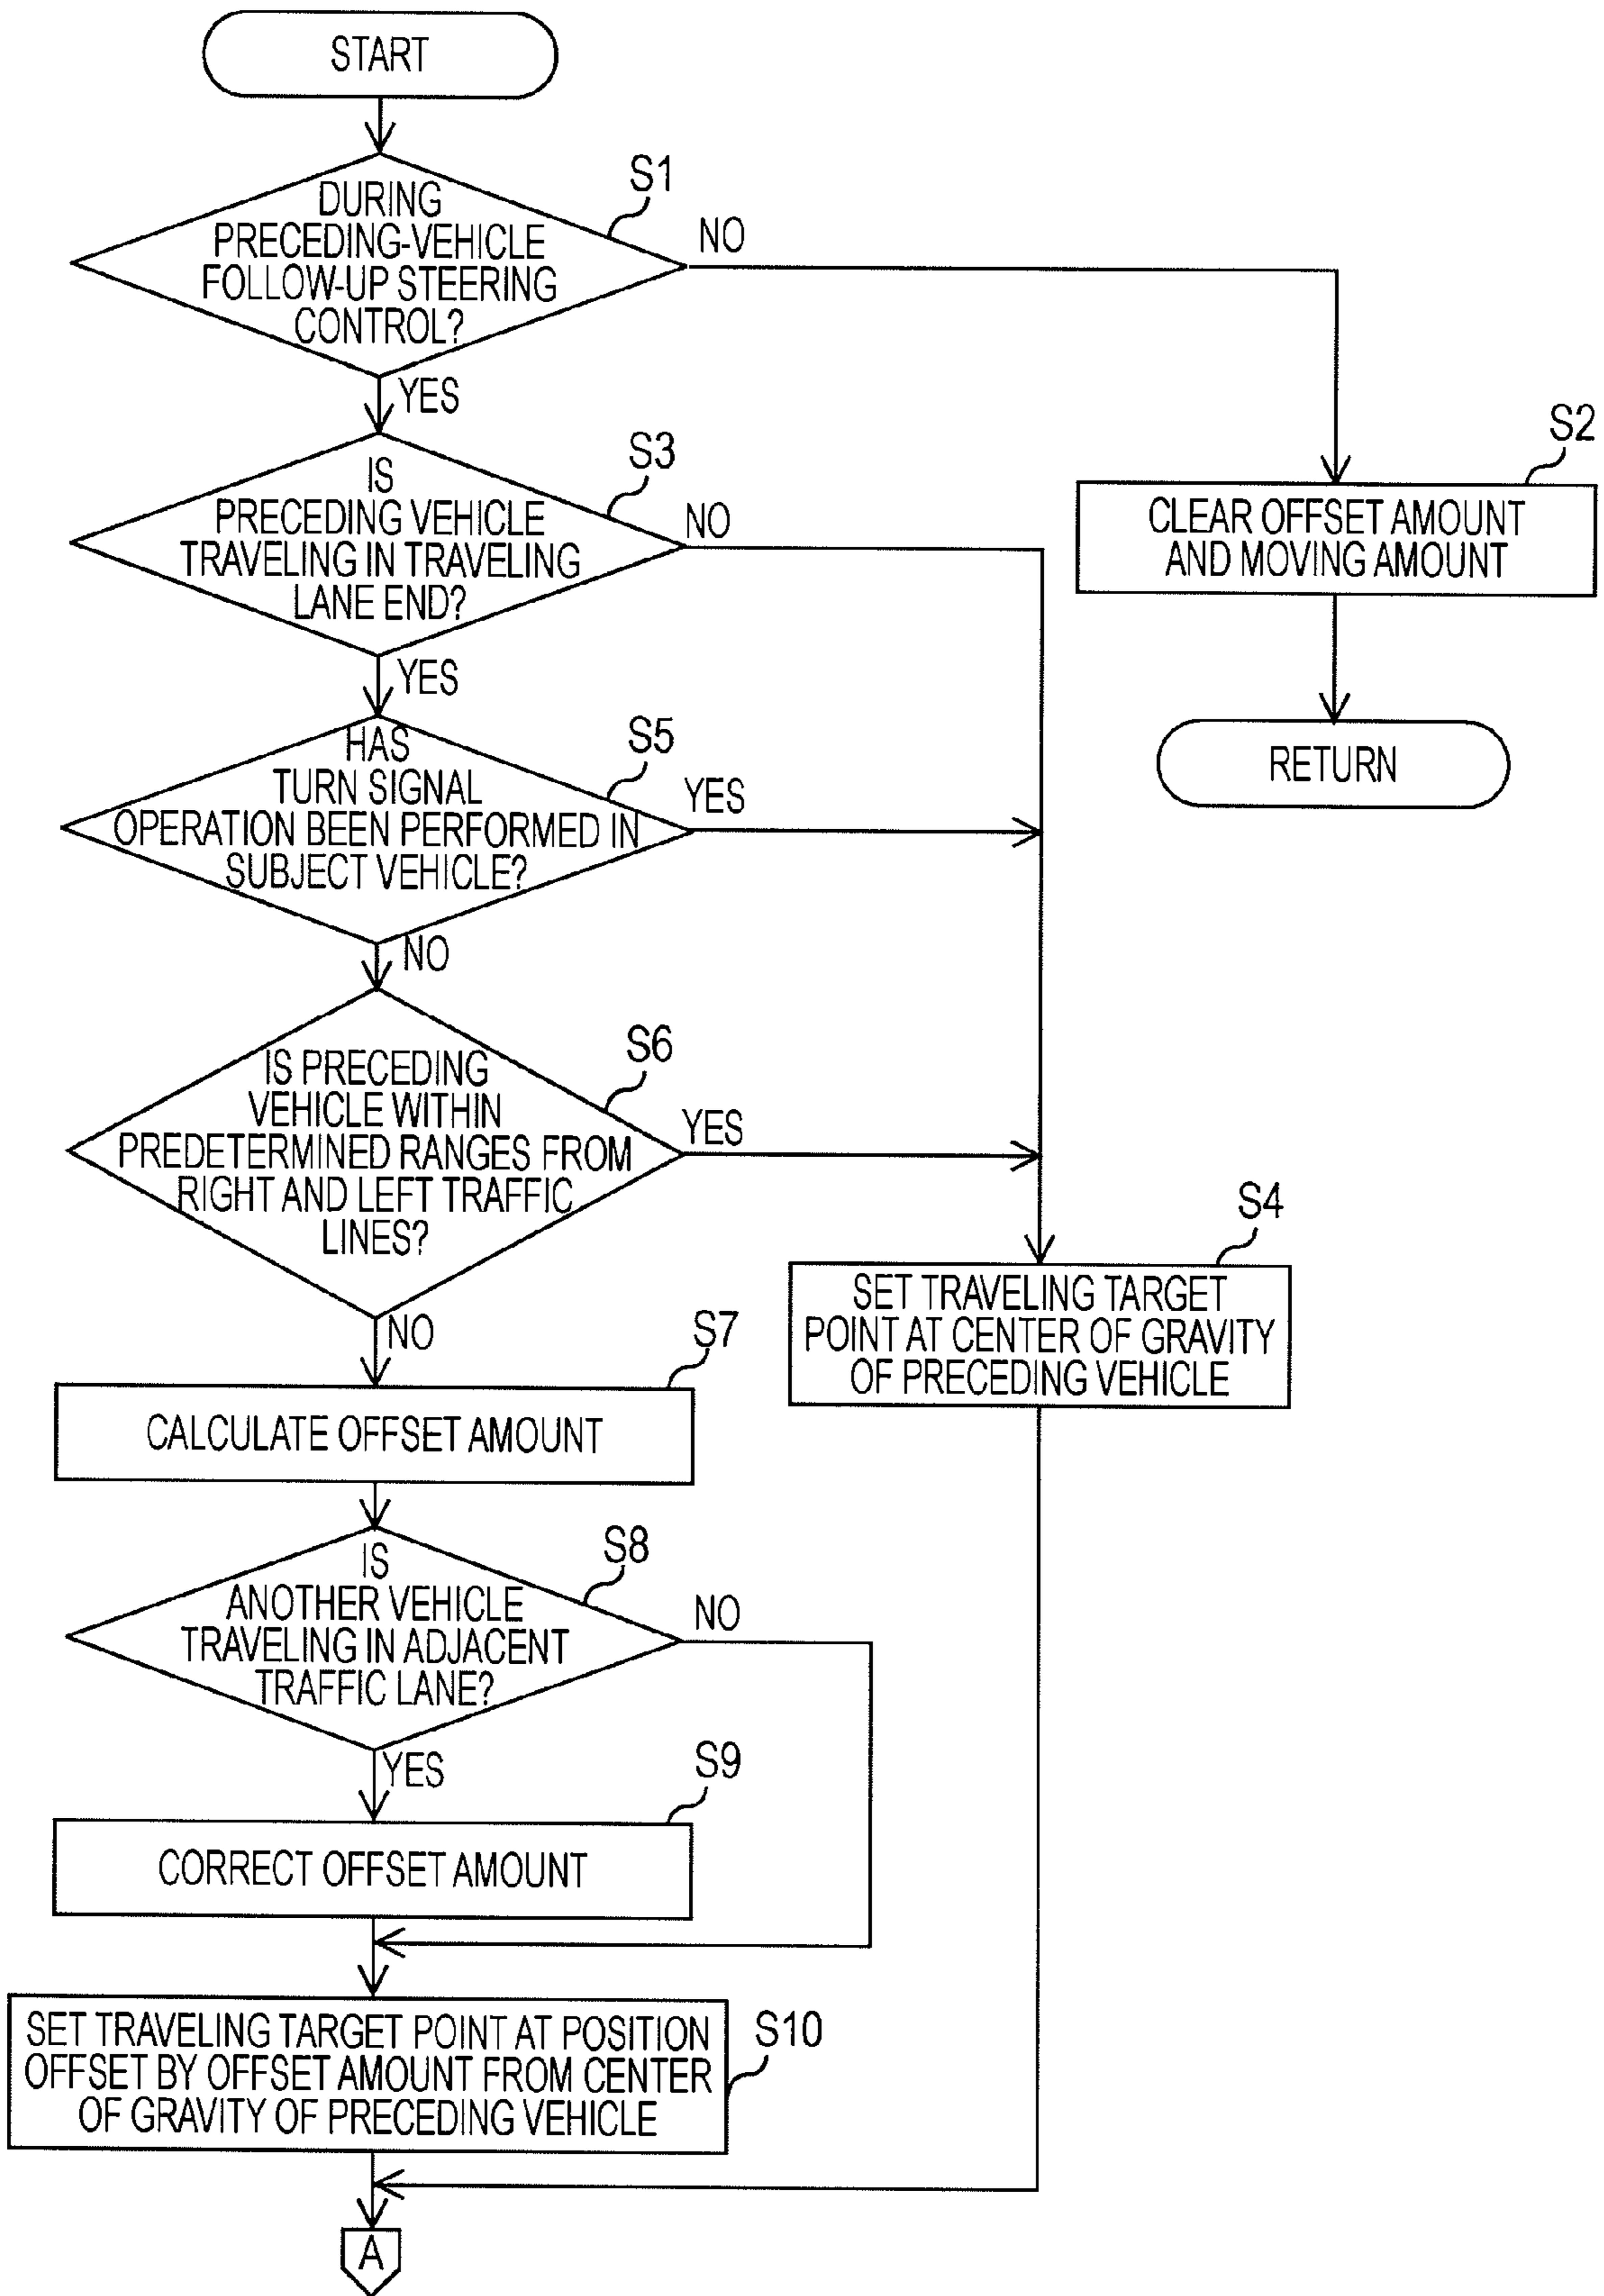 START
S1
DURING
PRECEDING-VEHICLE
FOLLOW-UP STEERING
CONTROL?
NO
YES
S2
CLEAR OFFSET AMOUNT
AND MOVING AMOUNT
RETURN
S3
IS
PRECEDING VEHICLE
TRAVELING IN TRAVELING
LANE END?
NO
YES
S5
HAS
TURN SIGNAL
OPERATION BEEN PERFORMED IN
SUBJECT VEHICLE?
YES
NO
S6
IS PRECEDING
VEHICLE WITHIN
PREDETERMINED RANGES FROM
RIGHT AND LEFT TRAFFIC
LINES?
YES
NO
S4
SET TRAVELING TARGET
POINT AT CENTER OF GRAVITY
OF PRECEDING VEHICLE
S7
CALCULATE OFFSET AMOUNT
S8
IS
ANOTHER VEHICLE
TRAVELING IN ADJACENT
TRAFFIC LANE?
NO
YES
S9
CORRECT OFFSET AMOUNT
S10
SET TRAVELING TARGET POINT AT POSITION
OFFSET BY OFFSET AMOUNT FROM CENTER
OF GRAVITY OF PRECEDING VEHICLE
A